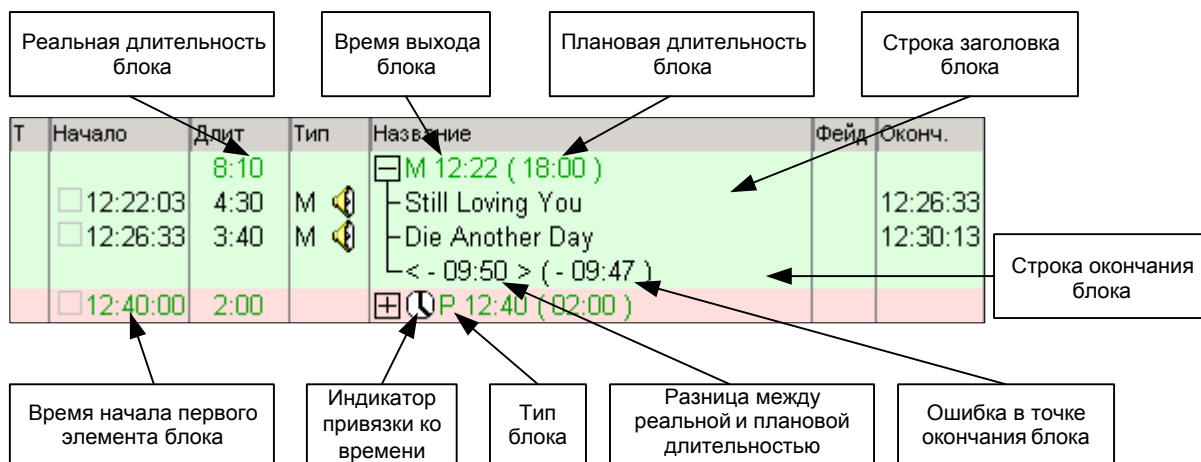 Реальная длительность
блока
Время выхода
блока
Плановая длительность
блока
Строка заголовка
блока
Т Начало Длит Тип Название Фейд Оконч.
8:10 М 12:22 ( 18:00 )
12:22:03 4:30 М Still Loving You 12:26:33
12:26:33 3:40 М Die Another Day 12:30:13
< - 09:50 > ( - 09:47 )
12:40:00 2:00 Р 12:40 ( 02:00 )
Строка окончания
блока
Время начала первого
элемента блока
Индикатор
привязки ко
времени
Тип
блока
Разница между
реальной и плановой
длительностью
Ошибка в точке
окончания блока